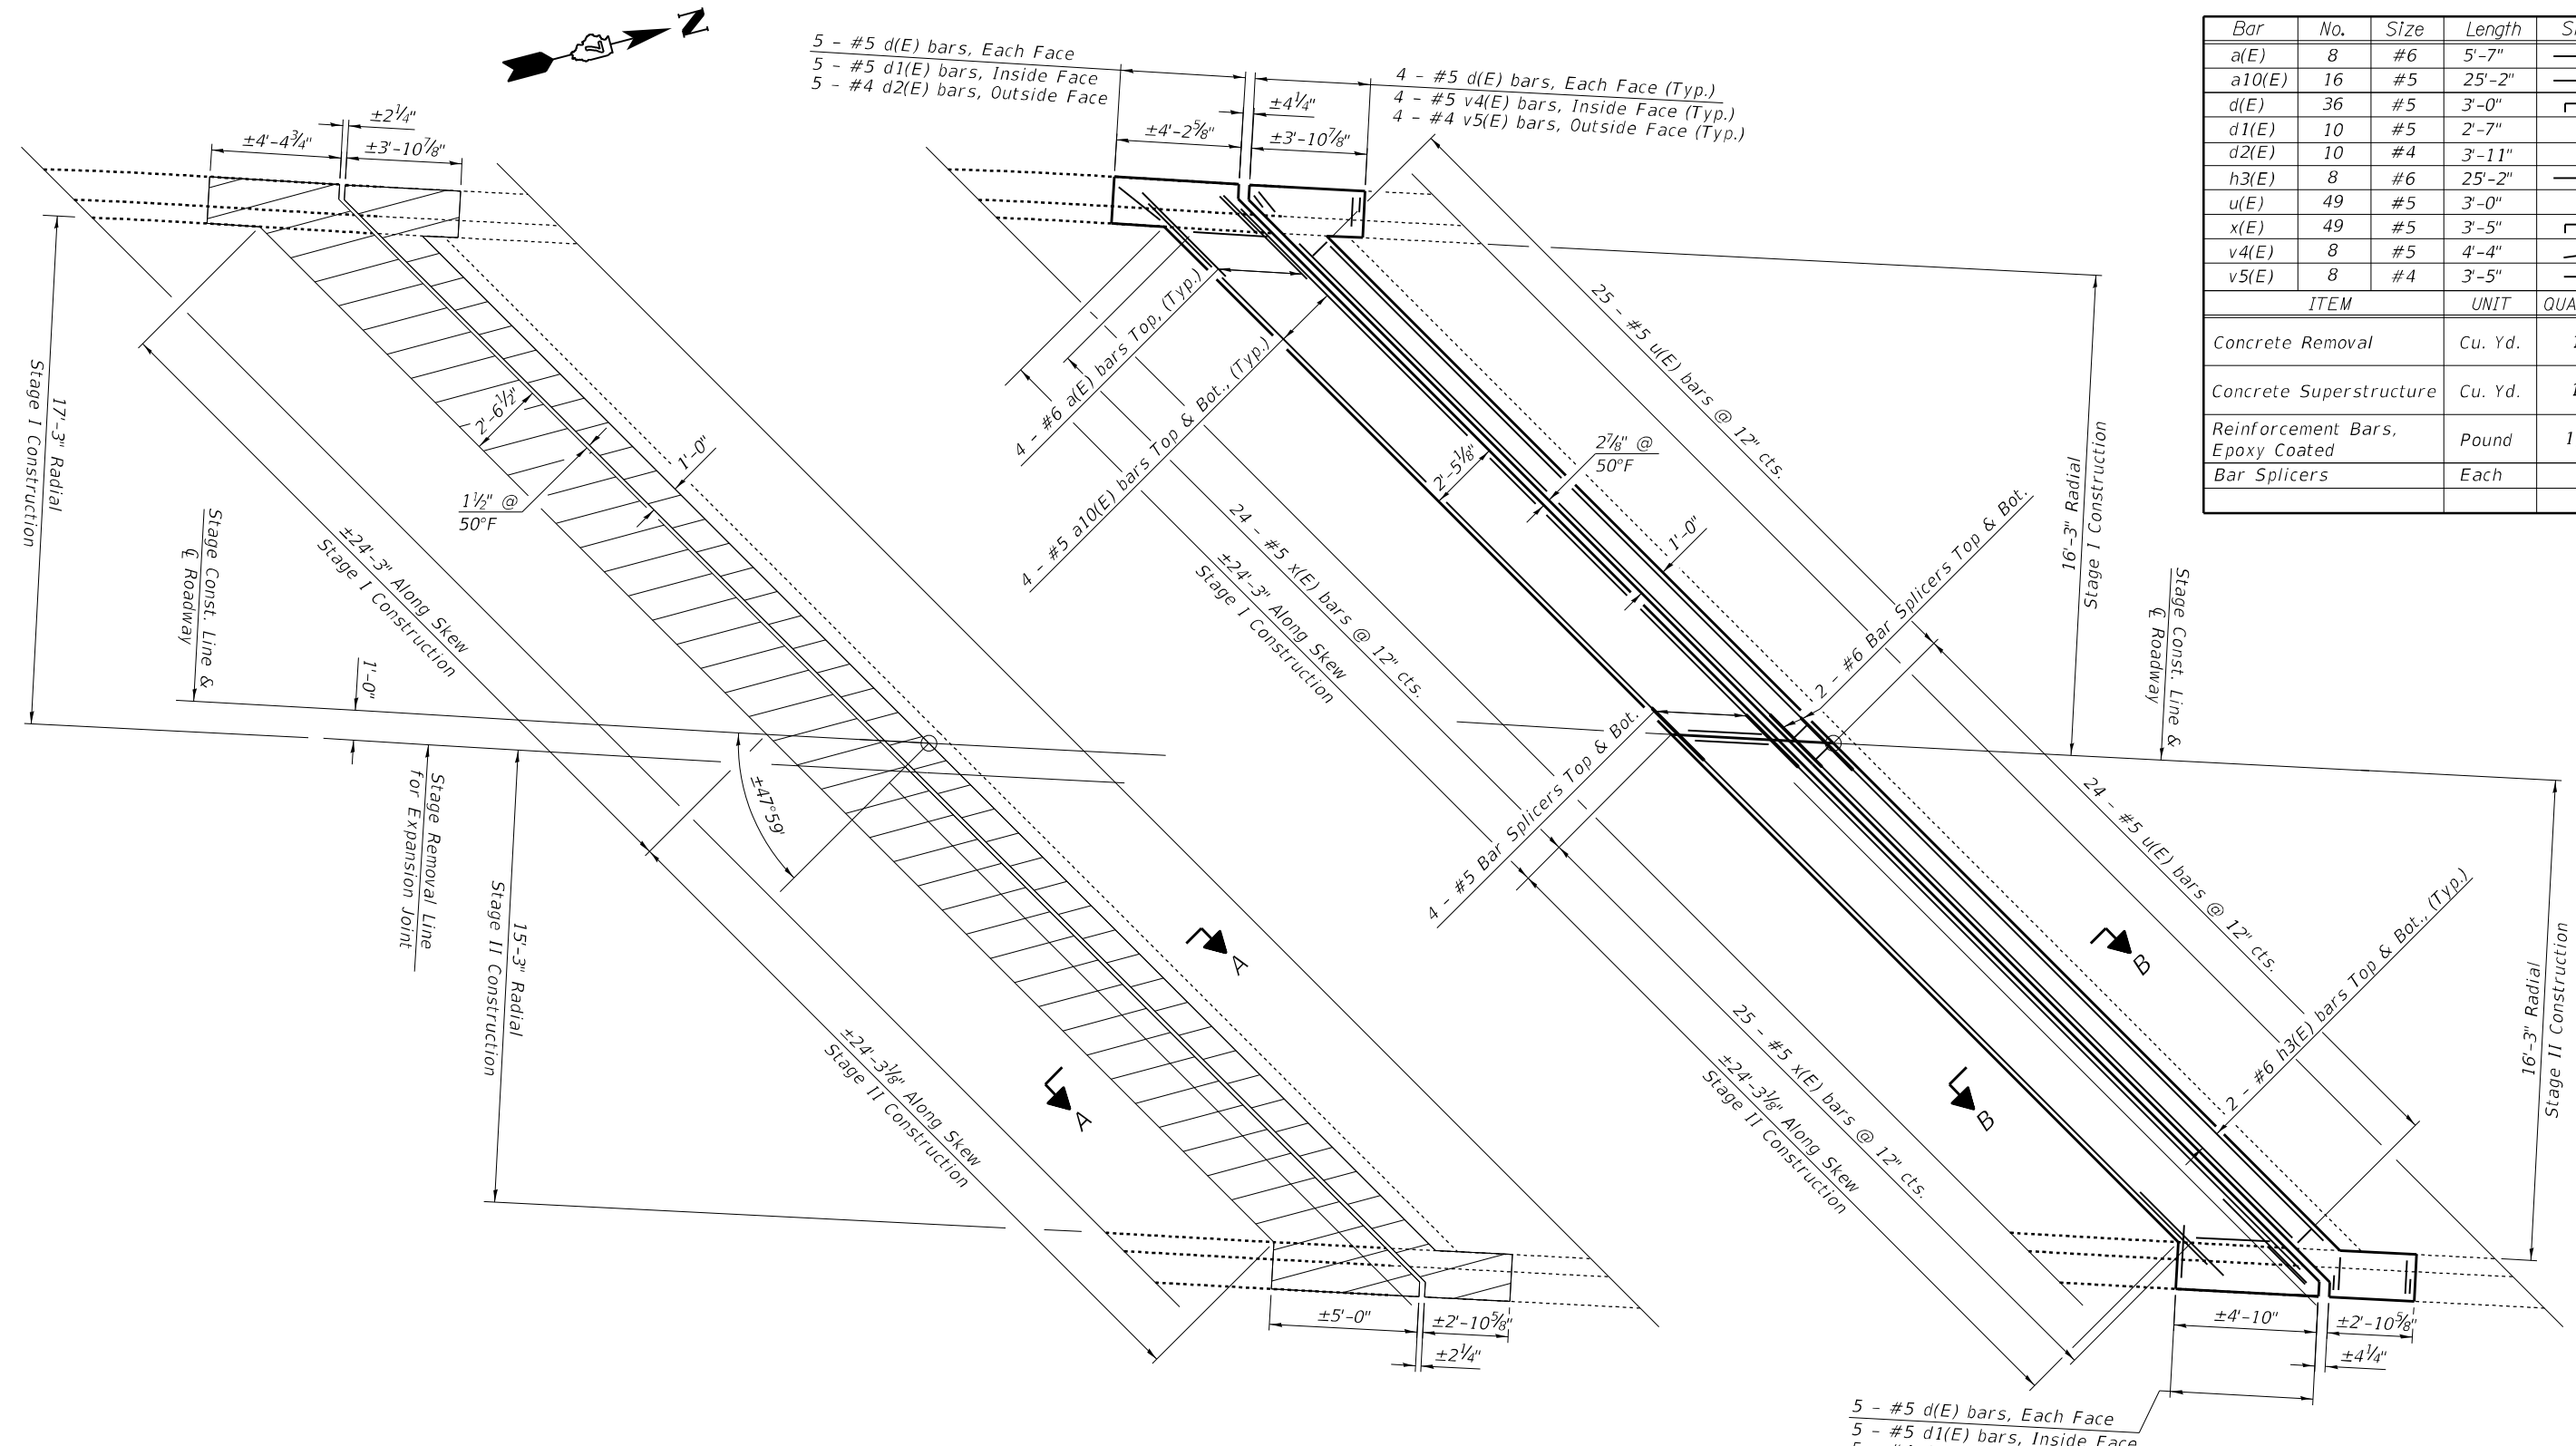 N
5 - #5 d(E) bars, Each Face
5 - #5 d1(E) bars, Inside Face
5 - #4 d2(E) bars, Outside Face
4 - #5 d(E) bars, Each Face (Typ.)
4 - #5 v4(E) bars, Inside Face (Typ.)
4 - #4 v5(E) bars, Outside Face (Typ.)
±2¼"
±4'-4¾"
±3'-10⅞"
±4¼"
±4'-2⅝"
±3'-10⅞"
17'-3" Radial
Stage I Construction
Stage Const. Line &
℄ Roadway
±24'-3" Along Skew
Stage I Construction
2'-6½"
1½" @
50°F
1'-0"
1'-0"
Stage Removal Line
for Expansion Joint
15'-3" Radial
Stage II Construction
±47°59'
±24'-3⅛" Along Skew
Stage II Construction
A
A
±5'-0"
±2'-10⅝"
±2¼"
4 - #6 a(E) bars Top, (Typ.)
4 - #5 a10(E) bars Top & Bot., (Typ.)
25 - #5 u(E) bars @ 12" cts.
2'-5⅛"
2⅞" @
50°F
1'-0"
24 - #5 x(E) bars @ 12" cts.
±24'-3" Along Skew
Stage I Construction
2 - #6 Bar Splicers Top & Bot.
4 - #5 Bar Splicers Top & Bot.
16'-3" Radial
Stage I Construction
Stage Const. Line &
℄ Roadway
24 - #5 u(E) bars @ 12" cts.
2 - #6 h3(E) bars Top & Bot., (Typ.)
25 - #5 x(E) bars @ 12" cts.
±24'-3⅛" Along Skew
Stage II Construction
16'-3" Radial
Stage II Construction
B
B
±4'-10"
±2'-10⅝"
±4¼"
5 - #5 d(E) bars, Each Face
5 - #5 d1(E) bars, Inside Face
Bar No. Size Length
a(E) 8 #6 5'-7"
a10(E) 16 #5 25'-2"
d(E) 36 #5 3'-0"
d1(E) 10 #5 2'-7"
d2(E) 10 #4 3'-11"
h3(E) 8 #6 25'-2"
u(E) 49 #5 3'-0"
x(E) 49 #5 3'-5"
v4(E) 8 #5 4'-4"
v5(E) 8 #4 3'-5"
ITEM UNIT
Concrete Removal Cu. Yd.
Concrete Superstructure Cu. Yd.
Reinforcement Bars,
Epoxy Coated Pound
Bar Splicers Each